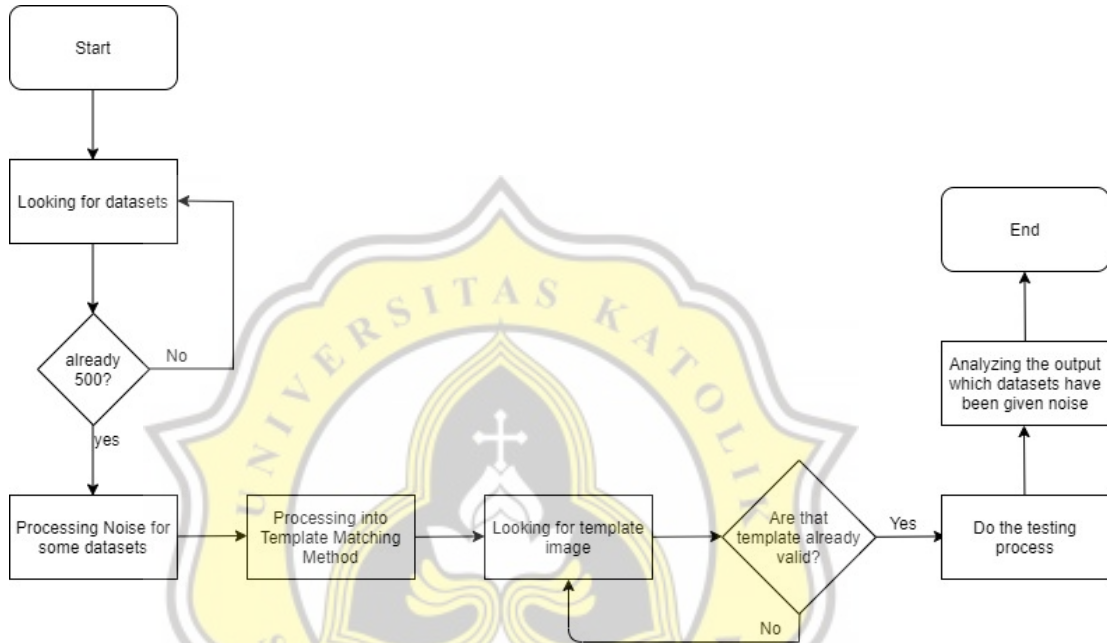 Start
Looking for datasets
already
500?
No
yes
Processing Noise for
some datasets
Processing into
Template Matching
Method
Looking for template
image
Are that
template already
valid?
No
Yes
Do the testing
process
Analyzing the output
which datasets have
been given noise
End
UNIVERSITAS KATOLIK